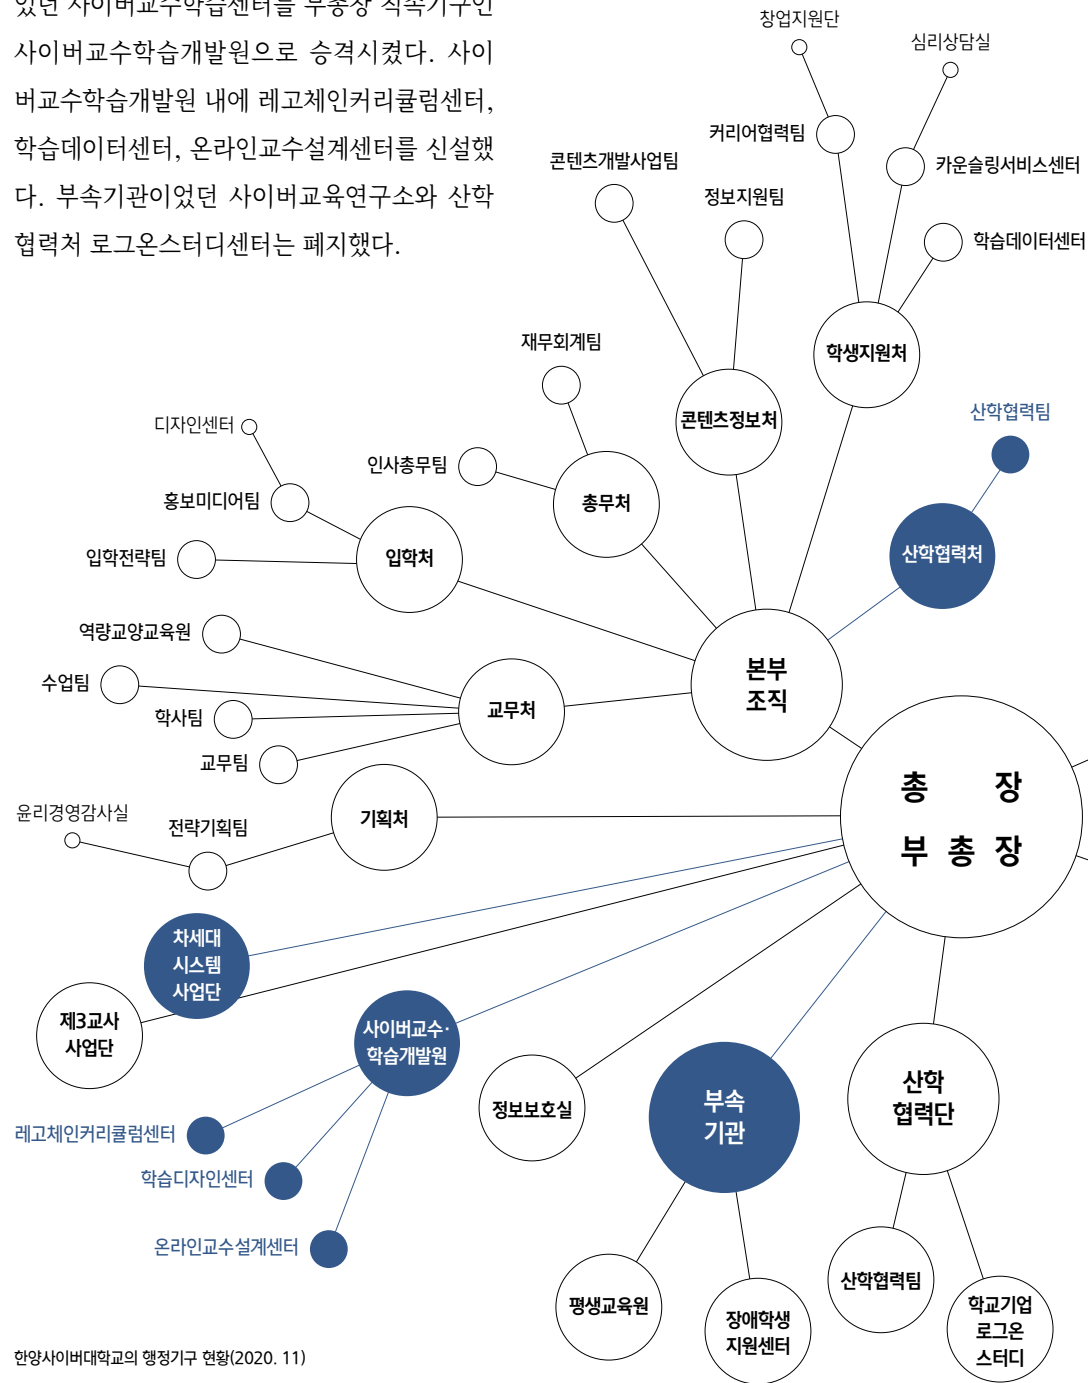 있던 사이버교수학습센터를 부총장 직속기구인
사이버교수학습개발원으로 승격시켰다. 사이
버교수학습개발원 내에 레고체인커리큘럼센터,
학습데이터센터, 온라인교수설계센터를 신설했
다. 부속기관이었던 사이버교육연구소와 산학
협력처 로그온스터디센터는 폐지했다.
창업지원단
심리상담실
커리어협력팀
콘텐츠개발사업팀
카운슬링서비스센터
정보지원팀
학습데이터센터
재무회계팀
학생지원처
디자인센터
콘텐츠정보처
산학협력팀
인사총무팀
홍보미디어팀
총무처
입학전략팀
입학처
산학협력처
역량교양교육원
수업팀
학사팀
교무처
본부
조직
교무팀
윤리경영감사실
전략기획팀
기획처
총 장
부 총 장
차세대
시스템
사업단
제3교사
사업단
사이버교수·
학습개발원
정보보호실
부속
기관
산학
협력단
레고체인커리큘럼센터
학습디자인센터
온라인교수설계센터
평생교육원
장애학생
지원센터
산학협력팀
학교기업
로그온
스터디
한양사이버대학교의 행정기구 현황(2020. 11)